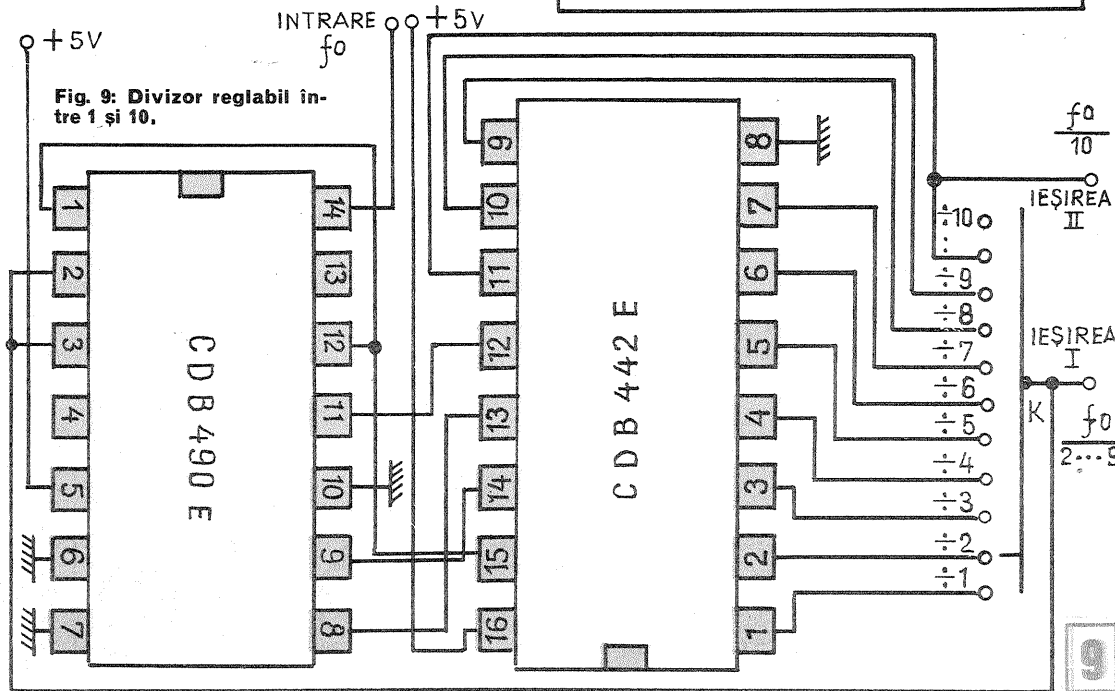 +5V
INTRARE
fo
+5V
Fig. 9: Divizor reglabil în-
tre 1 și 10.
1
2
3
4
5
6
7
14
13
12
11
10
9
8
CDB490E
9
10
11
12
13
14
15
16
CDB442E
8
7
6
5
4
3
2
1
÷10
÷9
÷8
÷7
÷6
÷5
÷4
÷3
÷2
÷1
fo
10
IEȘIREA
II
IEȘIREA
I
K
fo
2...9
9